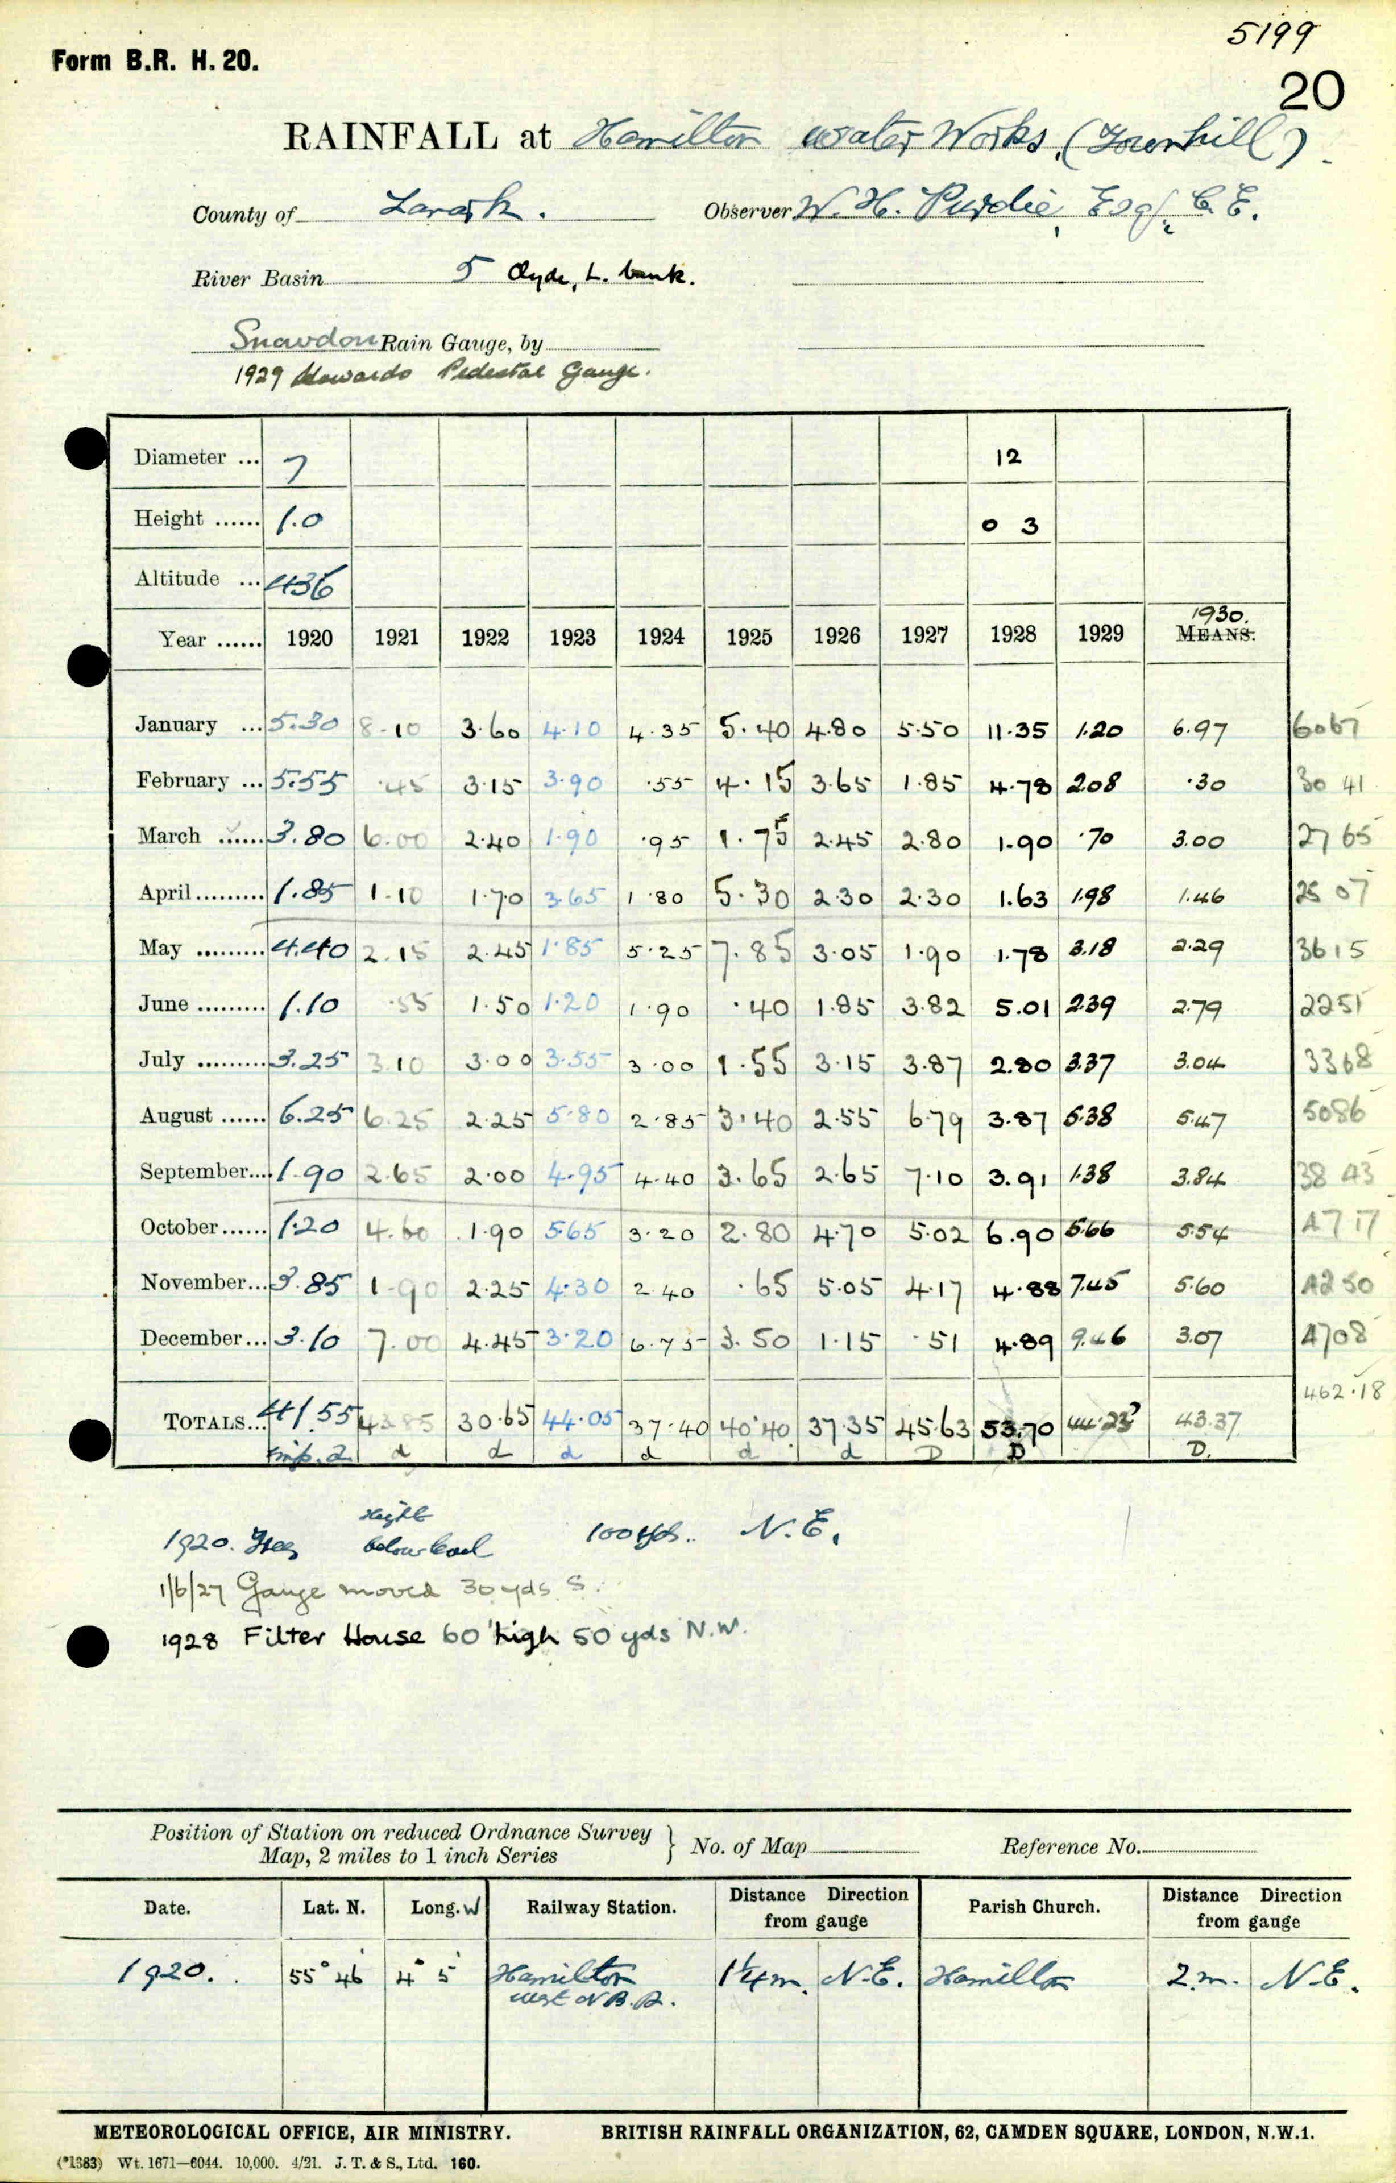 5199
Form B.R. H. 20.
20
RAINFALL at Hamilton Water Works, (Townhill).
County of Lanark. Observer W. H. Purdie, Esq., C.E.
River Basin 5 Clyde, L. bank.
Snowdon Rain Gauge, by
1929 Howards Pedestal Gauge.
Diameter ... 7 12
Height ...... 1.0 0 3
Altitude ... 436
1930.
Year ...... 1920 1921 1922 1923 1924 1925 1926 1927 1928 1929 MEANS.
January ... 5.30 8.10 3.60 4.10 4.35 5.40 4.80 5.50 11.35 1.20 6.97 6067
February ... 5.55 .45 3.15 3.90 .55 4.15 3.65 1.85 4.78 2.08 .30 30 41
March ...... 3.80 6.00 2.40 1.90 .95 1.75 2.45 2.80 1.90 .70 3.00 27 65
April ......... 1.85 1.10 1.70 3.65 1.80 5.30 2.30 2.30 1.63 1.98 1.46 25 07
May ......... 4.40 2.15 2.45 1.85 5.25 7.85 3.05 1.90 1.78 3.18 2.29 36 15
June ......... 1.10 .55 1.50 1.20 1.90 .40 1.85 3.82 5.01 2.39 2.79 2251
July ......... 3.25 3.10 3.00 3.55 3.00 1.55 3.15 3.87 2.80 3.37 3.04 3368
August ...... 6.25 6.25 2.25 5.80 2.85 3.40 2.55 6.79 3.87 5.38 5.47 5086
September.... 1.90 2.65 2.00 4.95 4.40 3.65 2.65 7.10 3.91 1.38 3.84 38 43
October...... 1.20 4.60 1.90 5.65 3.20 2.80 4.70 5.02 6.90 5.66 5.54 47 17
November... 3.85 1.90 2.25 4.30 2.40 .65 5.05 4.17 4.88 7.45 5.60 42 50
December... 3.10 7.00 4.45 3.20 6.75 3.50 1.15 .51 4.89 9.46 3.07 4708
462.18
TOTALS... 41.55 43.85 30.65 44.05 37.40 40.40 37.35 45.63 53.70 44.23? 43.37
d d d d d d D D D.
1920. Trees height below level 100 yds. N.E.
1/6/27 Gauge moved 30 yds S.
1928 Filter House 60' high 50 yds N.W.
Position of Station on reduced Ordnance Survey Map, 2 miles to 1 inch Series } No. of Map Reference No.
Date. Lat. N. Long. W Railway Station. Distance Direction from gauge Parish Church. Distance Direction from gauge
1920. 55° 46' 4° 5' Hamilton West N.B.R. 1¼ m. N.E. Hamilton 2 m. N.E.
METEOROLOGICAL OFFICE, AIR MINISTRY. BRITISH RAINFALL ORGANIZATION, 62, CAMDEN SQUARE, LONDON, N.W.1.
(*1383) Wt. 1671—6044. 10,000. 4/21. J. T. & S., Ltd. 160.